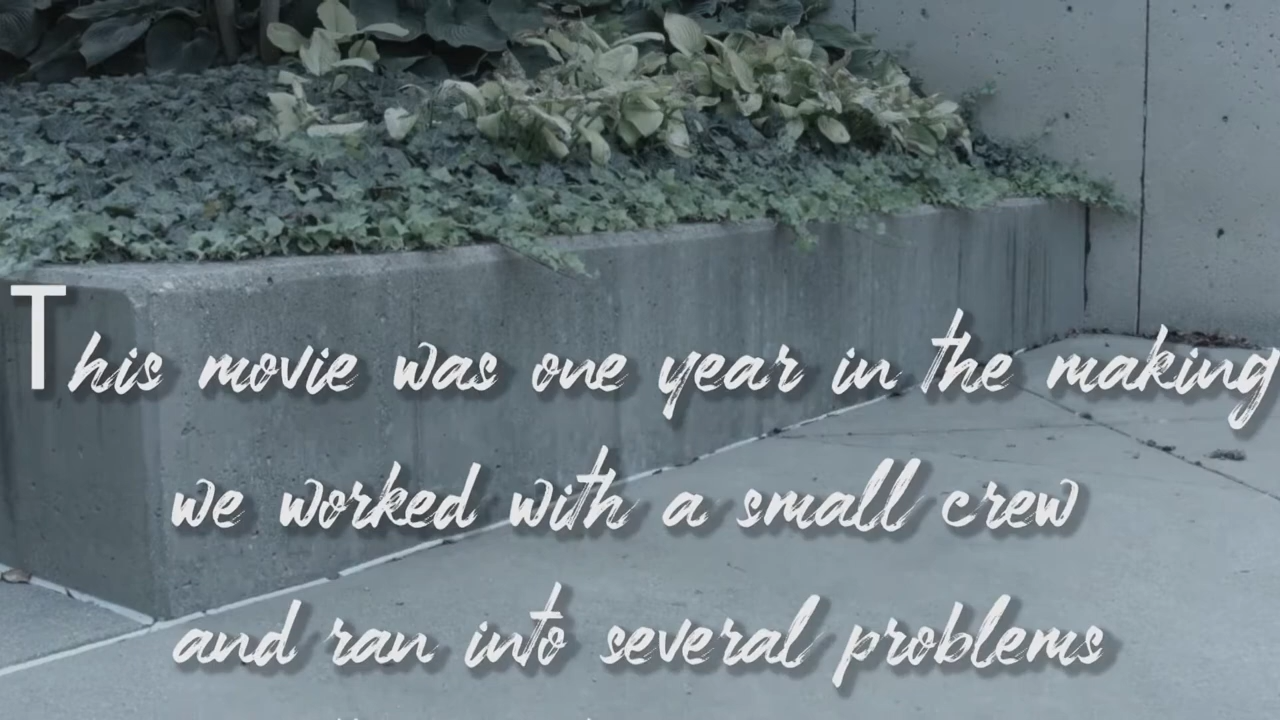 This movie was one year in the making
we worked with a small crew
and ran into several problems